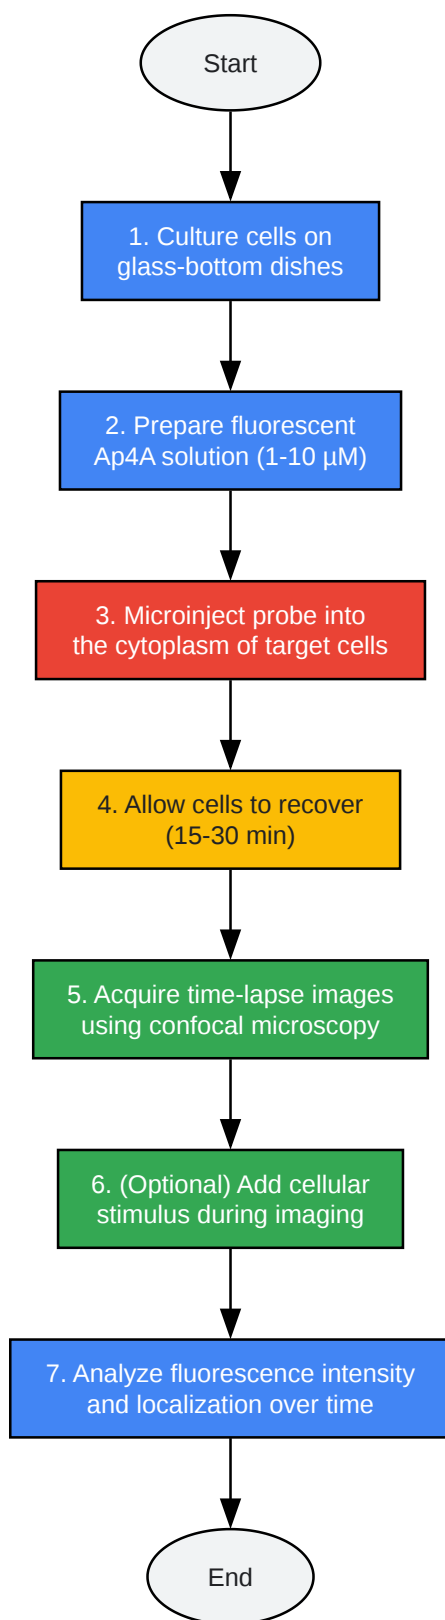 Start
1. Culture cells on
glass-bottom dishes
2. Prepare fluorescent
Ap4A solution (1-10 µM)
3. Microinject probe into
the cytoplasm of target cells
4. Allow cells to recover
(15-30 min)
5. Acquire time-lapse images
using confocal microscopy
6. (Optional) Add cellular
stimulus during imaging
7. Analyze fluorescence intensity
and localization over time
End